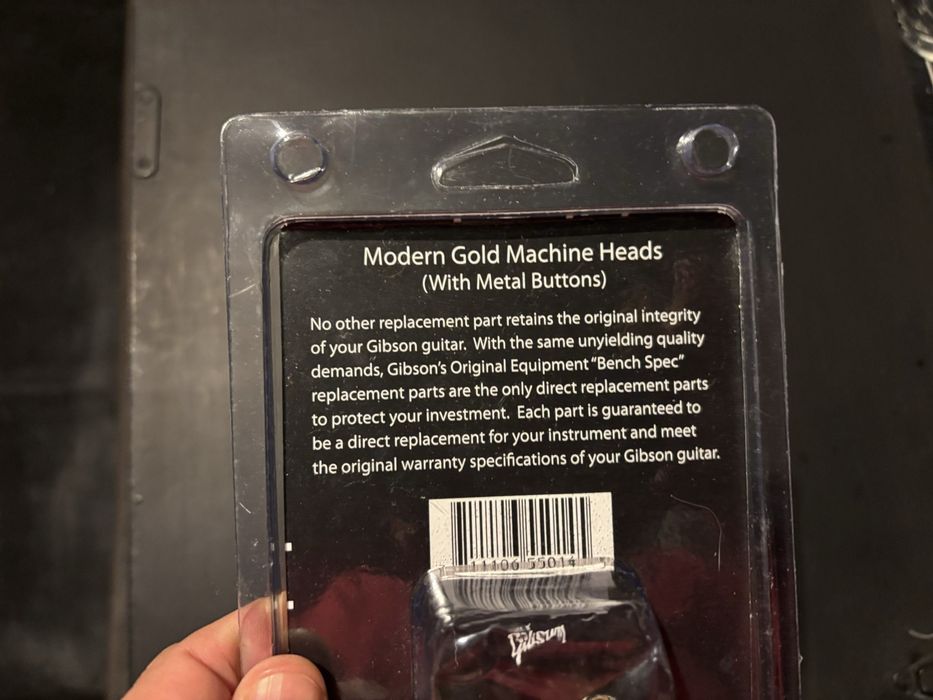 Modern Gold Machine Heads
(With Metal Buttons)
No other replacement part retains the original integrity
of your Gibson guitar. With the same unyielding quality
demands, Gibson's Original Equipment “Bench Spec”
replacement parts are the only direct replacement parts
to protect your investment. Each part is guaranteed to
be a direct replacement for your instrument and meet
the original warranty specifications of your Gibson guitar.
11106 55014 5
Gibson